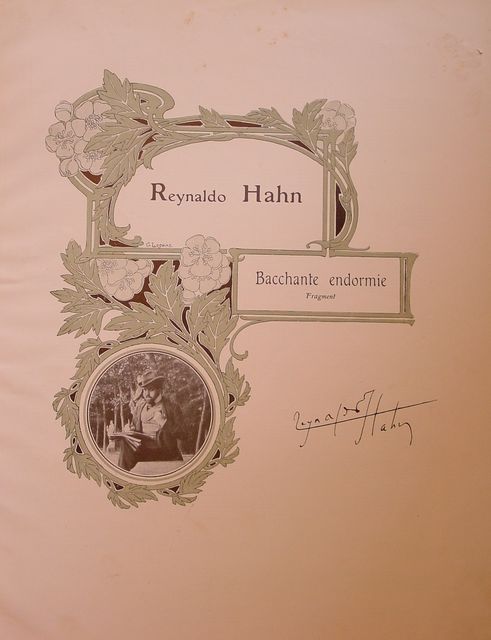 Reynaldo Hahn
Bacchante endormie
Fragment
Reynaldo Hahn